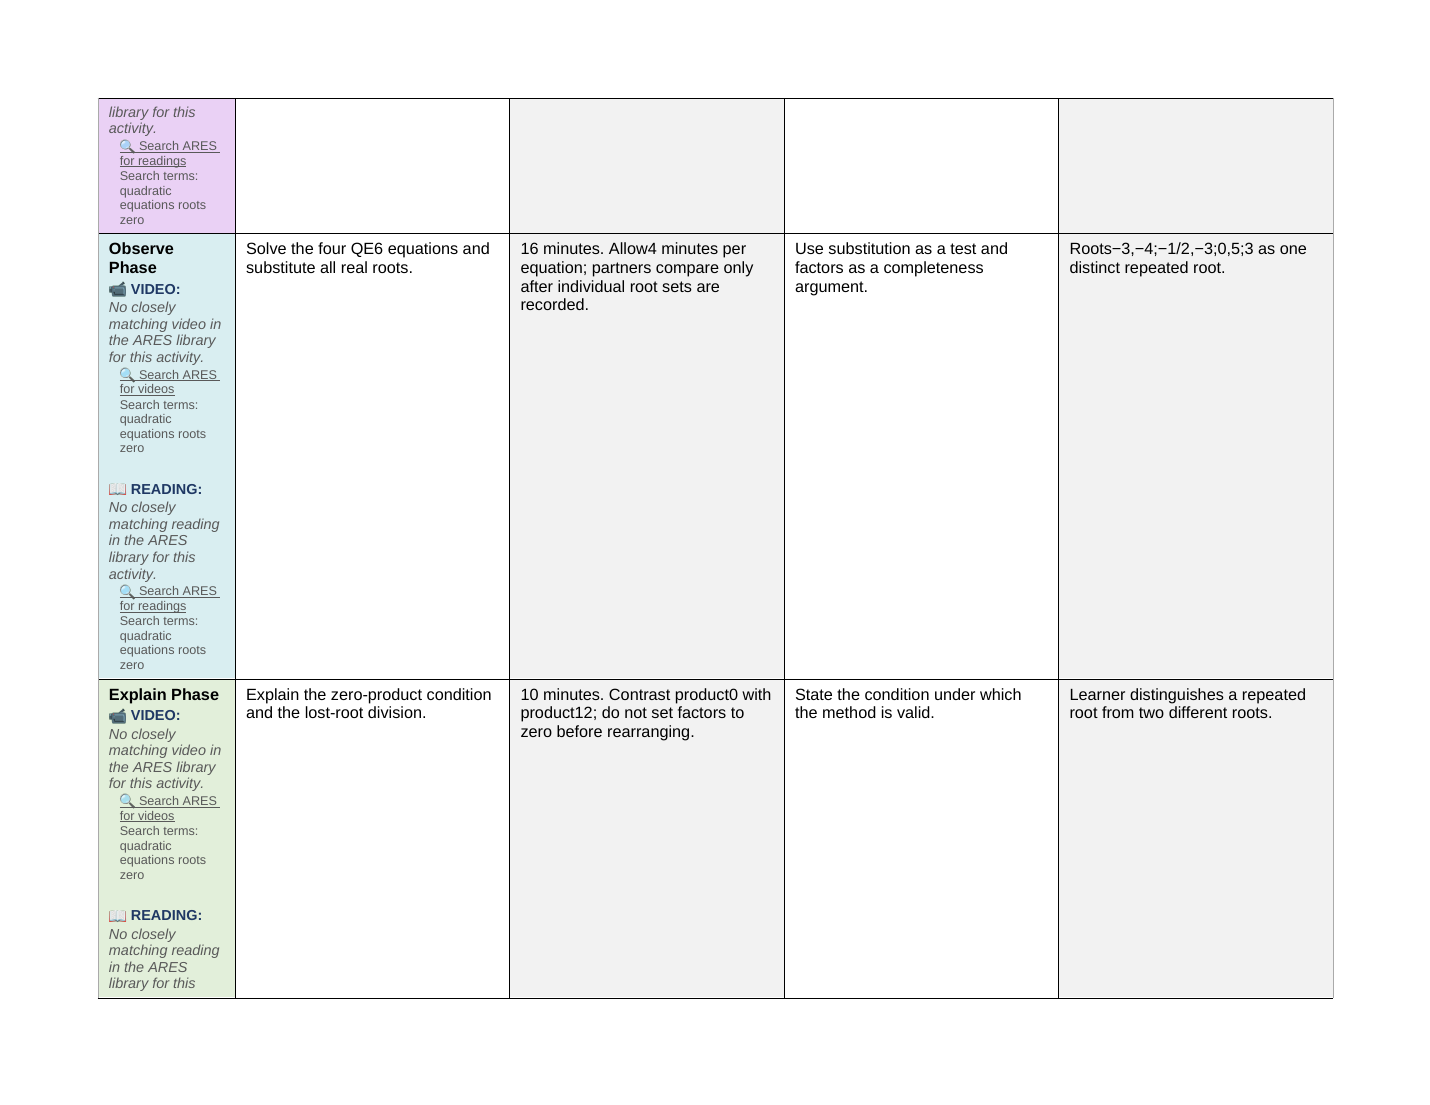 library for this
activity.
🔍 Search ARES
for readings
Search terms:
quadratic
equations roots
zero
Observe
Phase
📹 VIDEO:
No closely
matching video in
the ARES library
for this activity.
🔍 Search ARES
for videos
Search terms:
quadratic
equations roots
zero
📖 READING:
No closely
matching reading
in the ARES
library for this
activity.
🔍 Search ARES
for readings
Search terms:
quadratic
equations roots
zero
Solve the four QE6 equations and
substitute all real roots.
16 minutes. Allow4 minutes per
equation; partners compare only
after individual root sets are
recorded.
Use substitution as a test and
factors as a completeness
argument.
Roots−3,−4;−1/2,−3;0,5;3 as one
distinct repeated root.
Explain Phase
📹 VIDEO:
No closely
matching video in
the ARES library
for this activity.
🔍 Search ARES
for videos
Search terms:
quadratic
equations roots
zero
📖 READING:
No closely
matching reading
in the ARES
library for this
Explain the zero-product condition
and the lost-root division.
10 minutes. Contrast product0 with
product12; do not set factors to
zero before rearranging.
State the condition under which
the method is valid.
Learner distinguishes a repeated
root from two different roots.